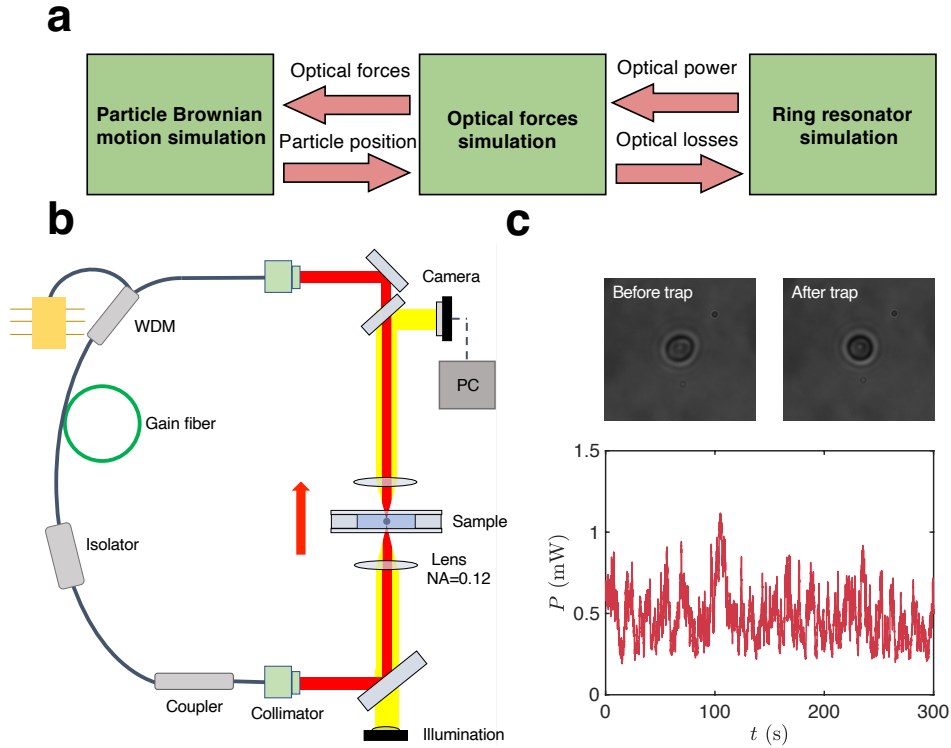 a
Particle Brownian
motion simulation
Optical forces
Particle position
Optical forces
simulation
Optical power
Optical losses
Ring resonator
simulation
b
WDM
Gain fiber
Isolator
Coupler
Collimator
Camera
PC
Sample
Lens
NA=0.12
Illumination
c
Before trap
After trap
1.5
1
0.5
0
P (mW)
0
100
200
300
t (s)